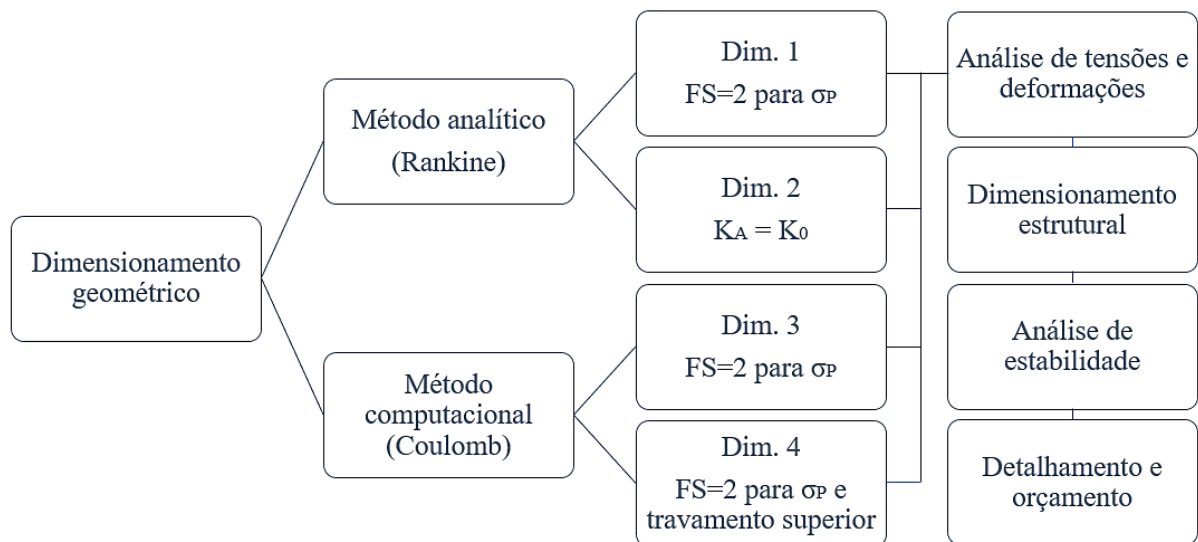 Dimensionamento
geométrico
Método analítico
(Rankine)
Método
computacional
(Coulomb)
Dim. 1
FS=2 para σP
Dim. 2
KA = K0
Dim. 3
FS=2 para σP
Dim. 4
FS=2 para σP e
travamento superior
Análise de tensões e
deformações
Dimensionamento
estrutural
Análise de
estabilidade
Detalhamento e
orçamento